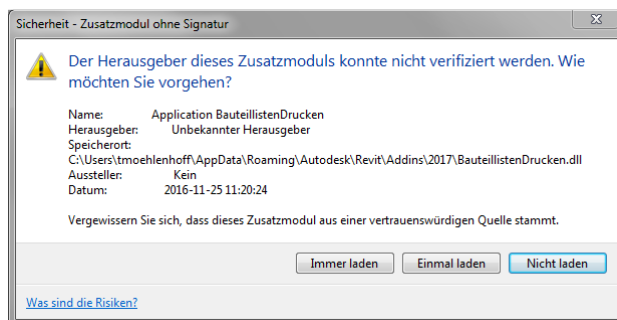 Sicherheit - Zusatzmodul ohne Signatur
Der Herausgeber dieses Zusatzmoduls konnte nicht verifiziert werden. Wie
möchten Sie vorgehen?
Name: Application BauteillistenDrucken
Herausgeber: Unbekannter Herausgeber
Speicherort:
C:\Users\tmoehlenhoff\AppData\Roaming\Autodesk\Revit\Addins\2017\BauteillistenDrucken.dll
Aussteller: Kein
Datum: 2016-11-25 11:20:24
Vergewissern Sie sich, dass dieses Zusatzmodul aus einer vertrauenswürdigen Quelle stammt.
Immer laden Einmal laden Nicht laden
Was sind die Risiken?